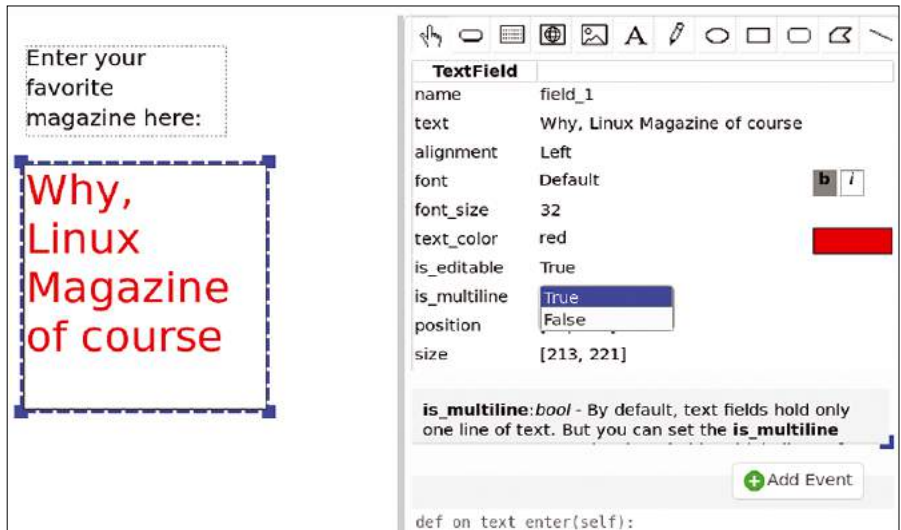 Enter your
favorite
magazine here:
Why,
Linux
Magazine
of course
A
TextField
name field_1
text Why, Linux Magazine of course
alignment Left
font Default b i
font_size 32
text_color red
is_editable True
is_multiline True
False
position
size [213, 221]
is_multiline:bool - By default, text fields hold only
one line of text. But you can set the is_multiline
Add Event
def on_text_enter(self):